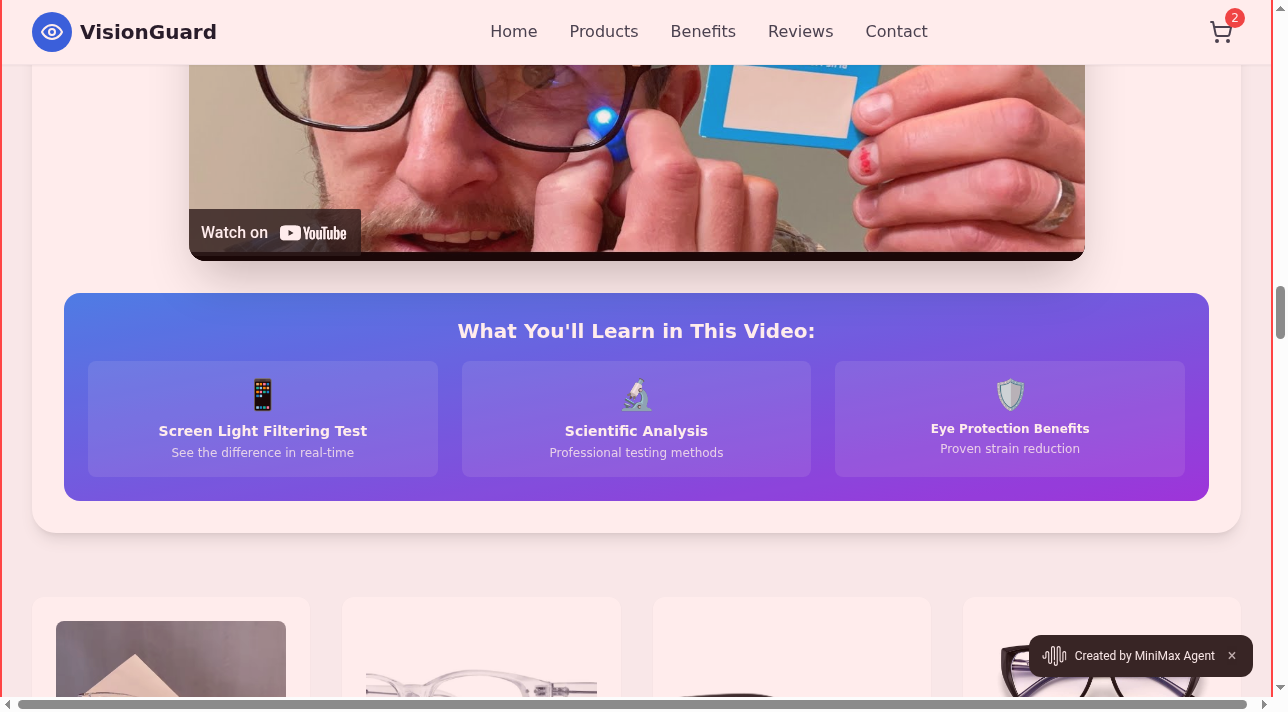 VisionGuard
Home
Products
Benefits
Reviews
Contact
2
Watch on YouTube
What You'll Learn in This Video:
Screen Light Filtering Test
See the difference in real-time
Scientific Analysis
Professional testing methods
Eye Protection Benefits
Proven strain reduction
Created by MiniMax Agent ×